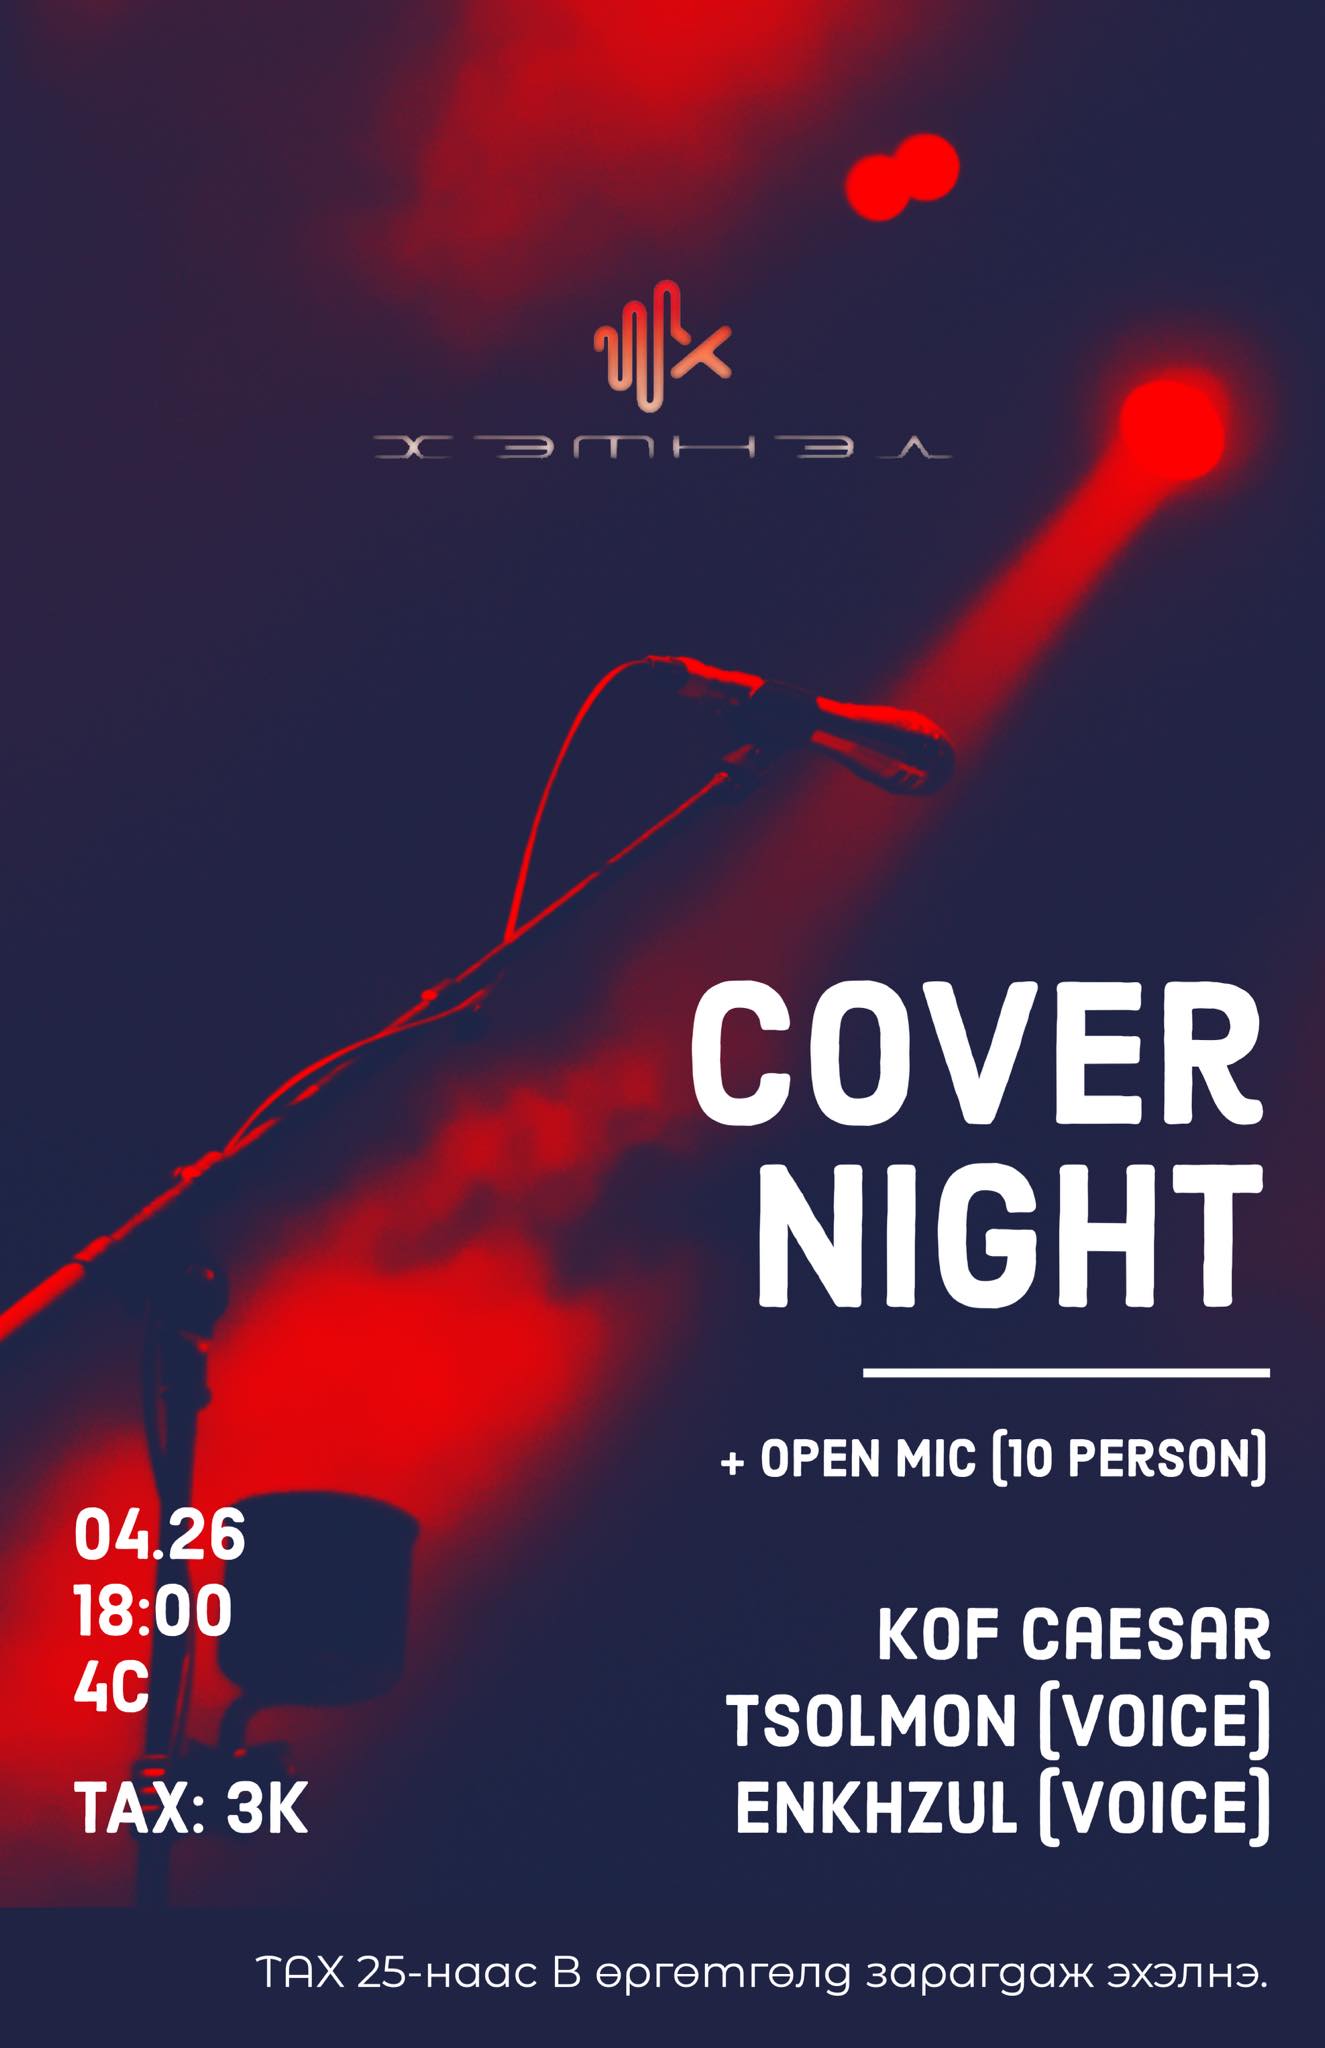 ХЭМНЭЛ
COVER
NIGHT
+ OPEN MIC (10 PERSON)
04.26
18:00
4C
TAX: 3K
KOF CAESAR
TSOLMON (VOICE)
ENKHZUL (VOICE)
TAX 25-наас B өргөтгөлд зарагдаж эхэлнэ.